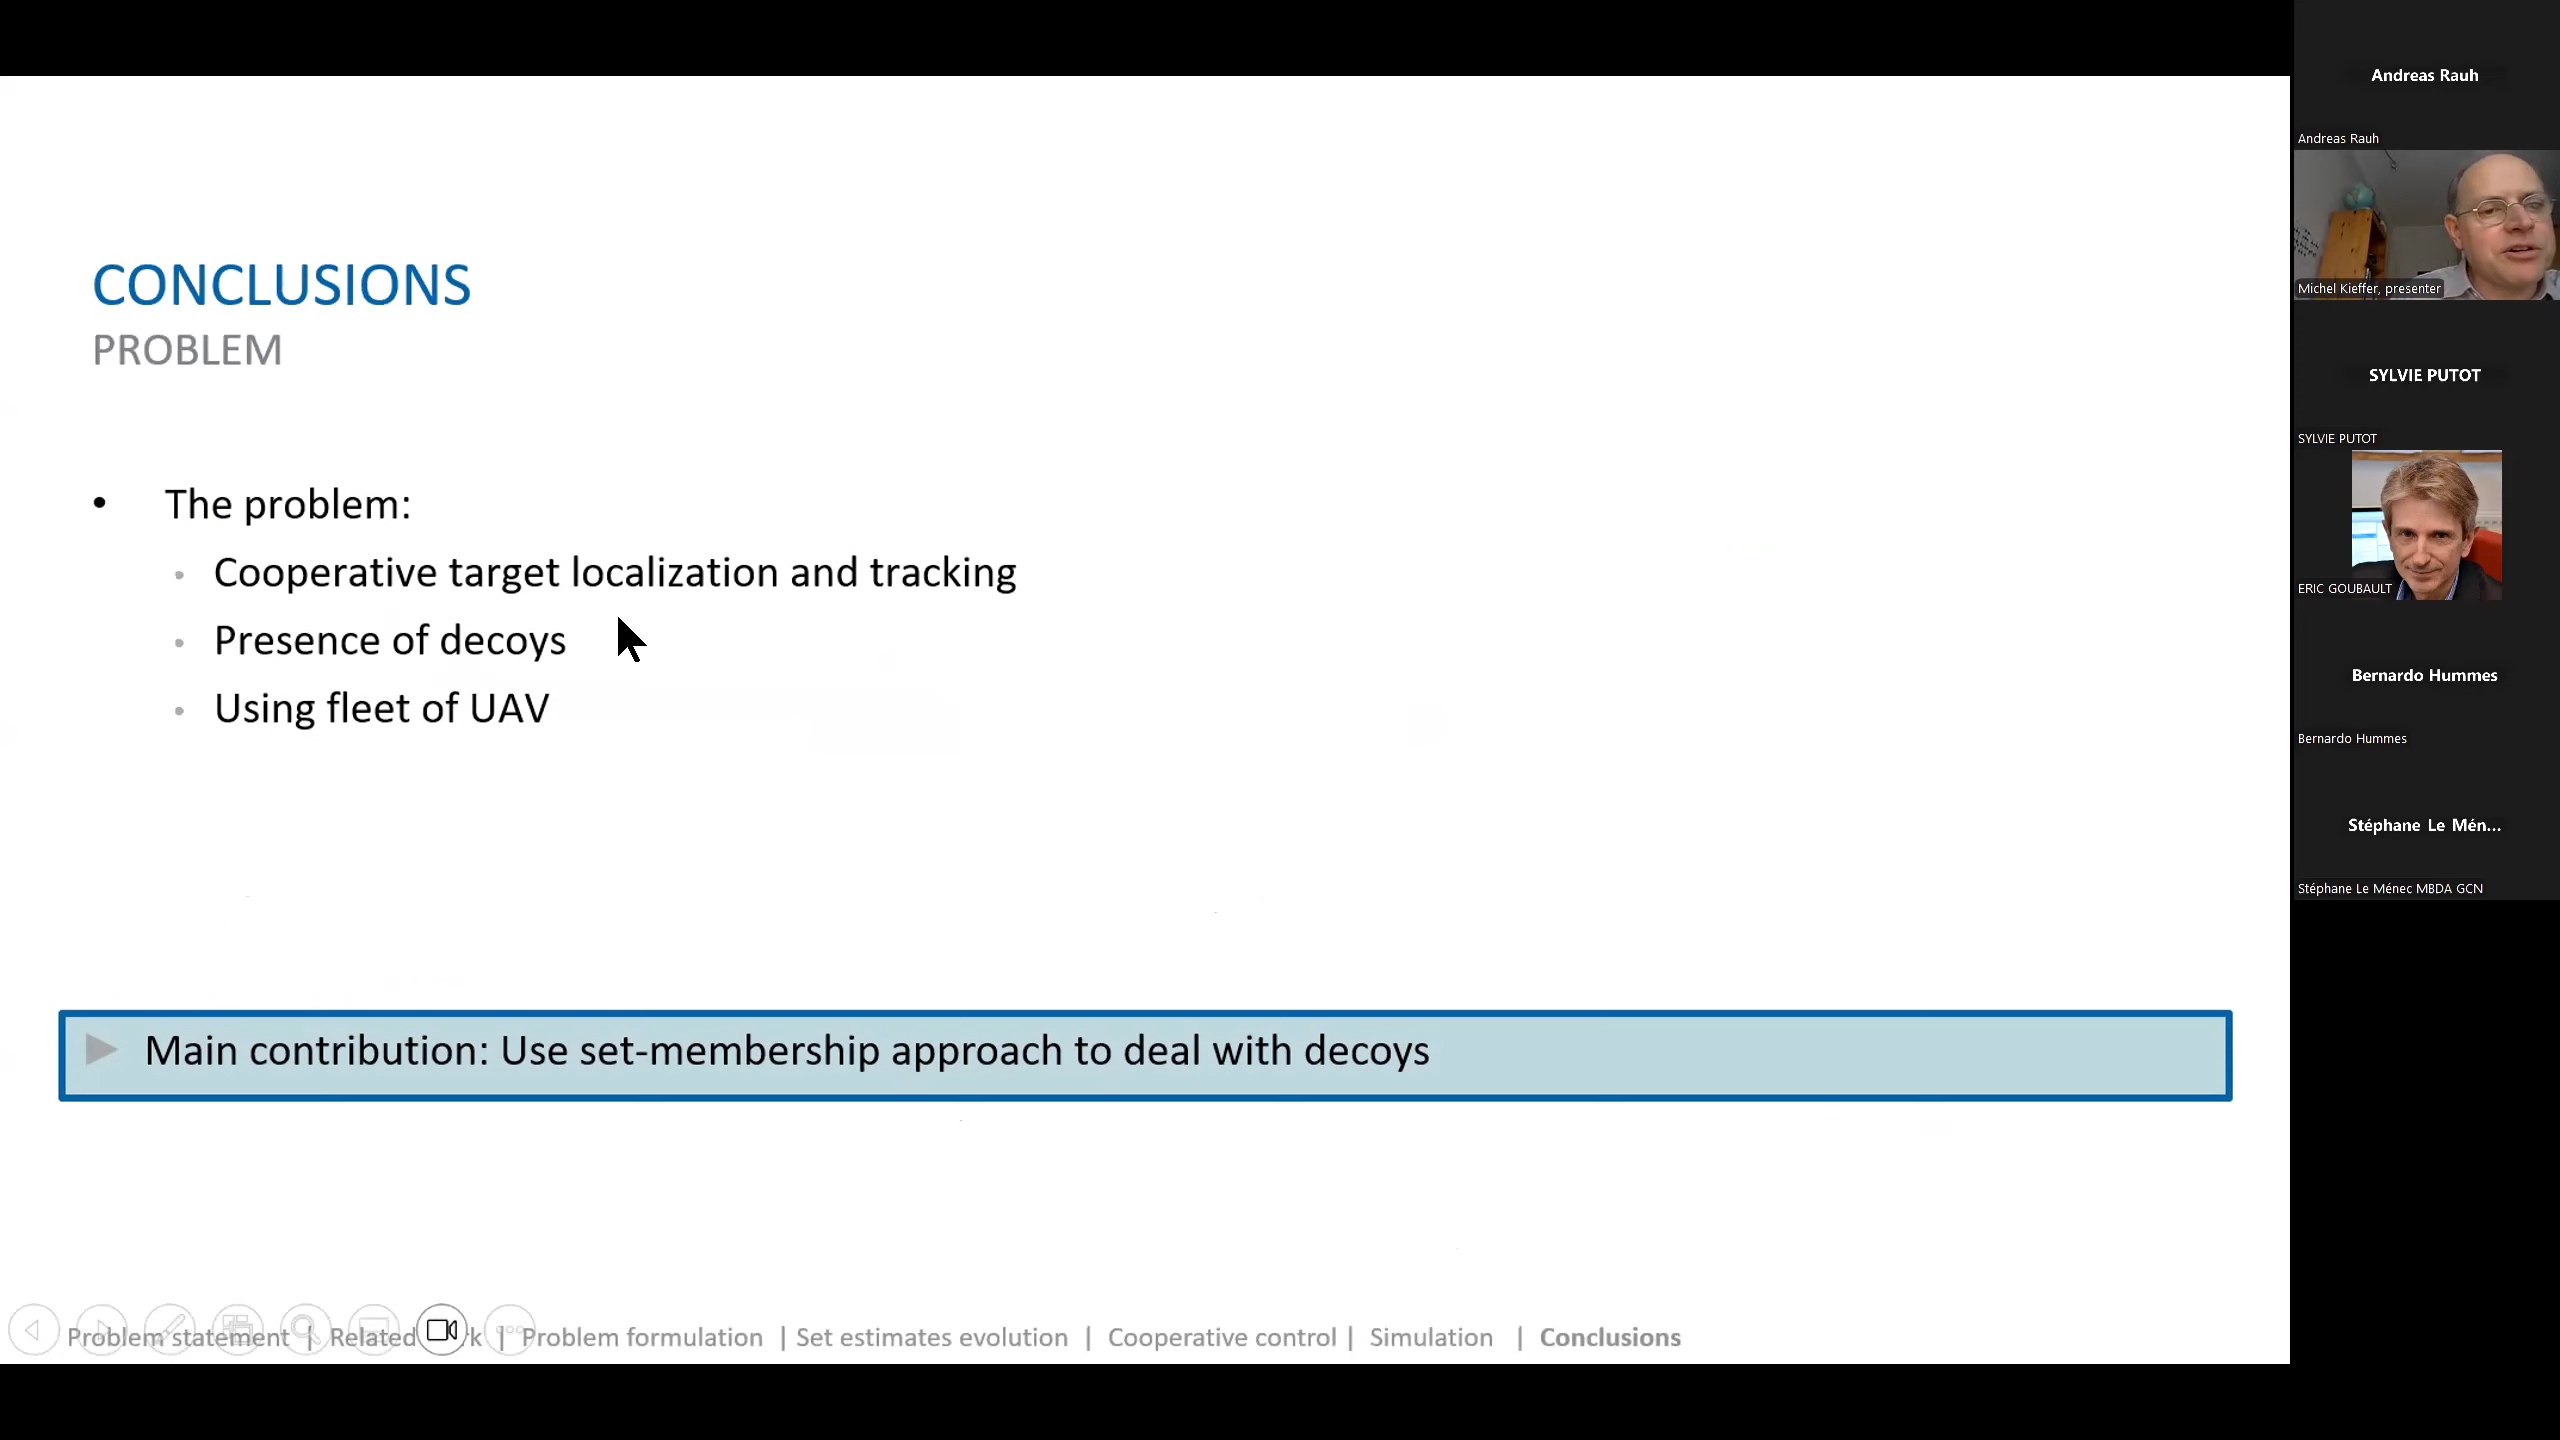 CONCLUSIONS
PROBLEM
• The problem:
• Cooperative target localization and tracking
• Presence of decoys
• Using fleet of UAV
Main contribution: Use set-membership approach to deal with decoys
Problem statement | Related k | Problem formulation | Set estimates evolution | Cooperative control | Simulation | Conclusions
Andreas Rauh
Andreas Rauh
Michel Kieffer, presenter
SYLVIE PUTOT
SYLVIE PUTOT
ERIC GOUBAULT
Bernardo Hummes
Bernardo Hummes
Stéphane Le Mén...
Stéphane Le Ménec MBDA GCN